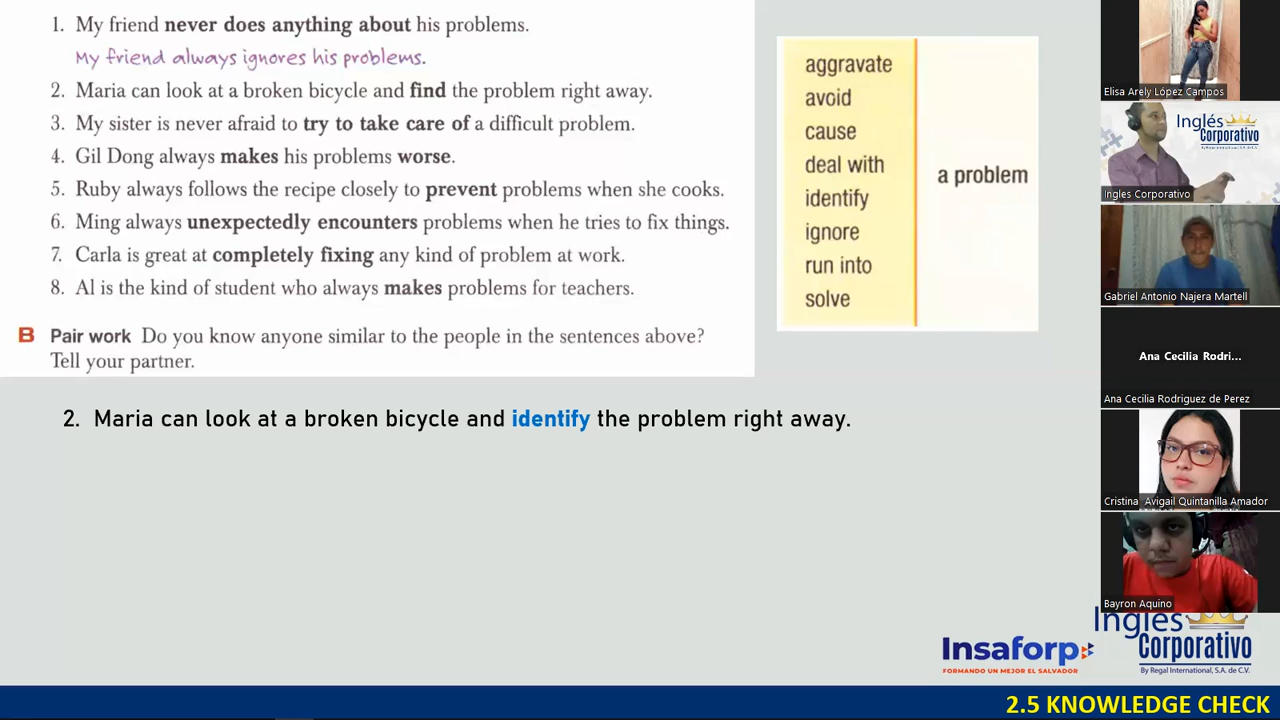 1. My friend never does anything about his problems.
My friend always ignores his problems.
2. Maria can look at a broken bicycle and find the problem right away.
3. My sister is never afraid to try to take care of a difficult problem.
4. Gil Dong always makes his problems worse.
5. Ruby always follows the recipe closely to prevent problems when she cooks.
6. Ming always unexpectedly encounters problems when he tries to fix things.
7. Carla is great at completely fixing any kind of problem at work.
8. Al is the kind of student who always makes problems for teachers.
B Pair work Do you know anyone similar to the people in the sentences above?
Tell your partner.
aggravate
avoid
cause
deal with
identify
ignore
run into
solve
a problem
2. Maria can look at a broken bicycle and identify the problem right away.
Elisa Arely López Campos
Inglés
Corporativo
By Regal International, S.A. de C.V.
Ingles Corporativo
Gabriel Antonio Najera Martell
Ana Cecilia Rodri...
Ana Cecilia Rodriguez de Perez
Cristina Avigail Quintanilla Amador
Bayron Aquino
Insaforp
FORMANDO UN MEJOR EL SALVADOR
Inglés
Corporativo
By Regal International, S.A. de C.V.
2.5 KNOWLEDGE CHECK